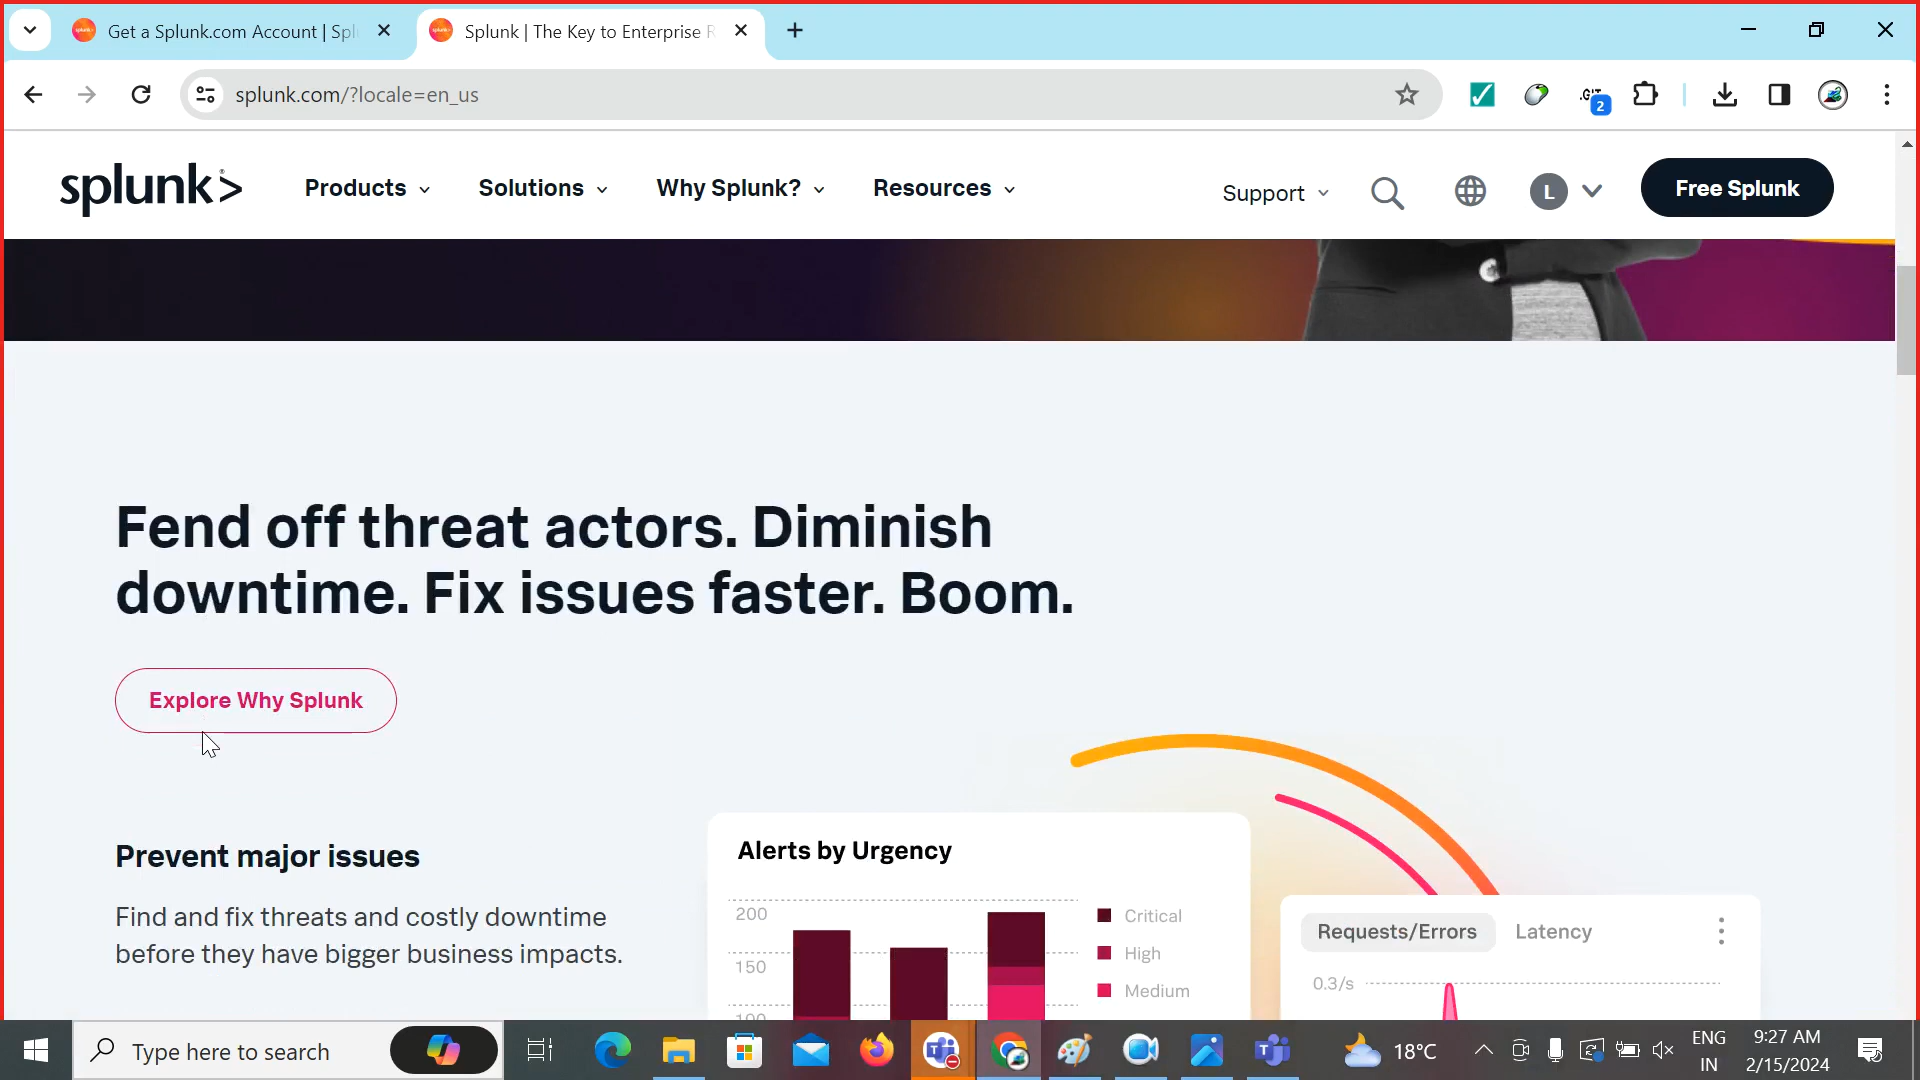 Get a Splunk.com Account | Spl
Splunk | The Key to Enterprise R
splunk.com/?locale=en_us
.GIT
2
splunk>
Products
Solutions
Why Splunk?
Resources
Support
L
Free Splunk
Fend off threat actors. Diminish
downtime. Fix issues faster. Boom.
Explore Why Splunk
Prevent major issues
Find and fix threats and costly downtime
before they have bigger business impacts.
Alerts by Urgency
200
150
100
Critical
High
Medium
Requests/Errors
Latency
0.3/s
Type here to search
18°C
ENG
IN
9:27 AM
2/15/2024